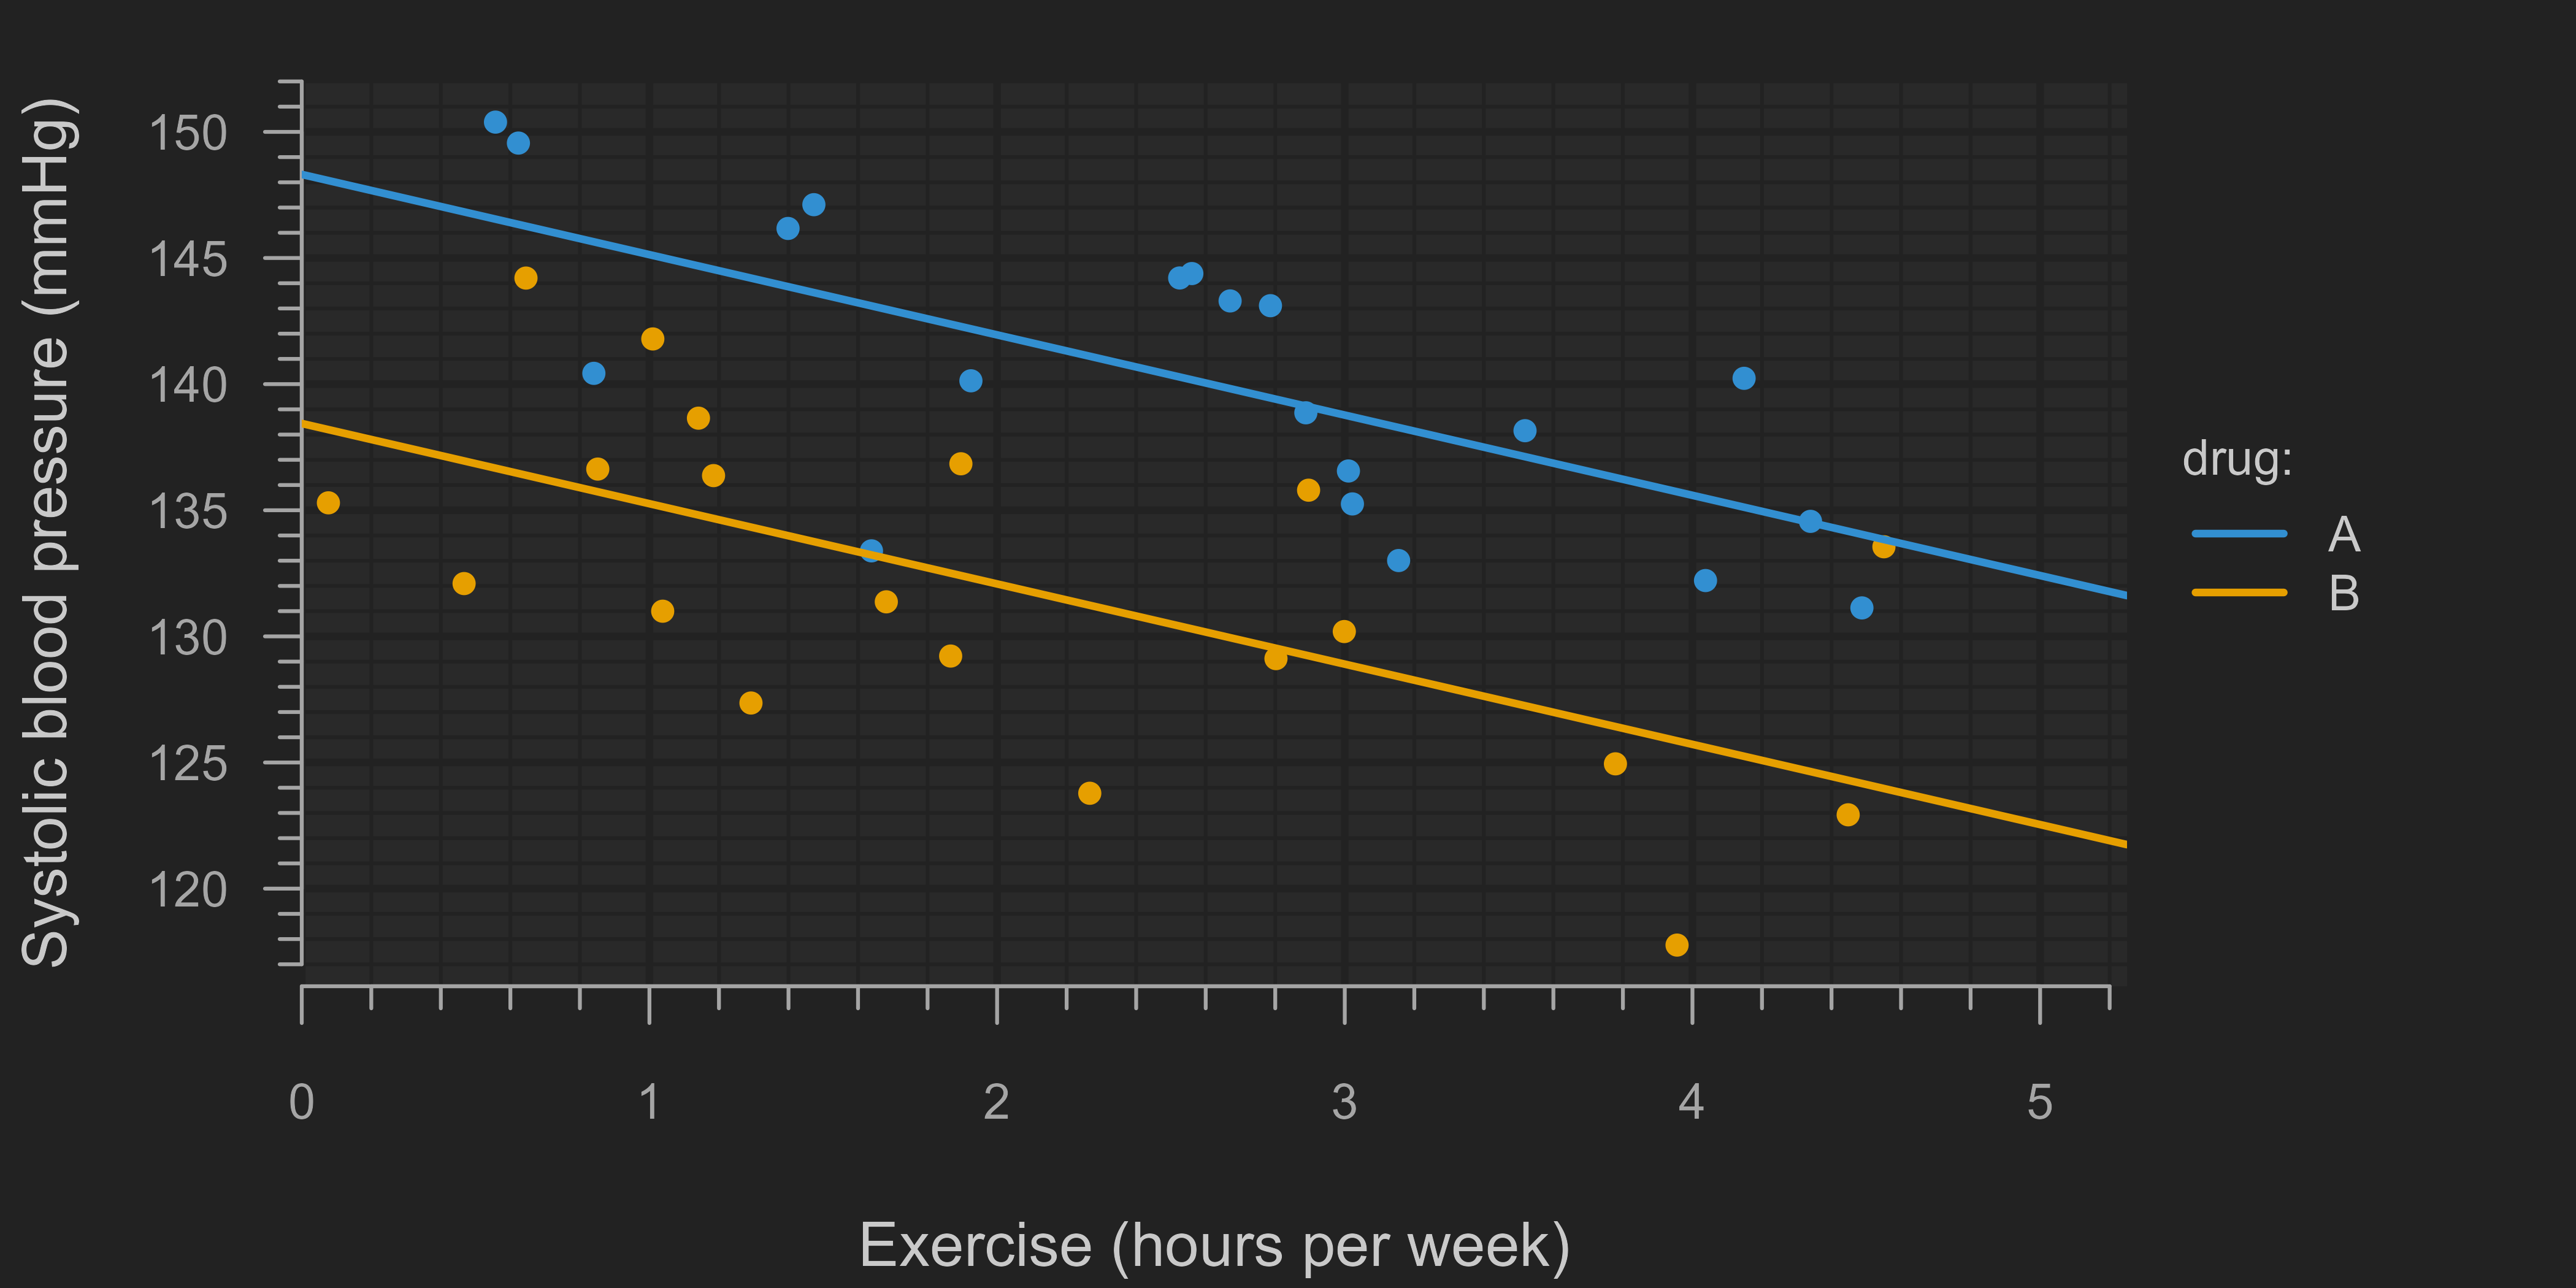 Systolic blood pressure (mmHg)
150
145
140
135
130
125
120
0 1 2 3 4 5
Exercise (hours per week)
drug:
A
B